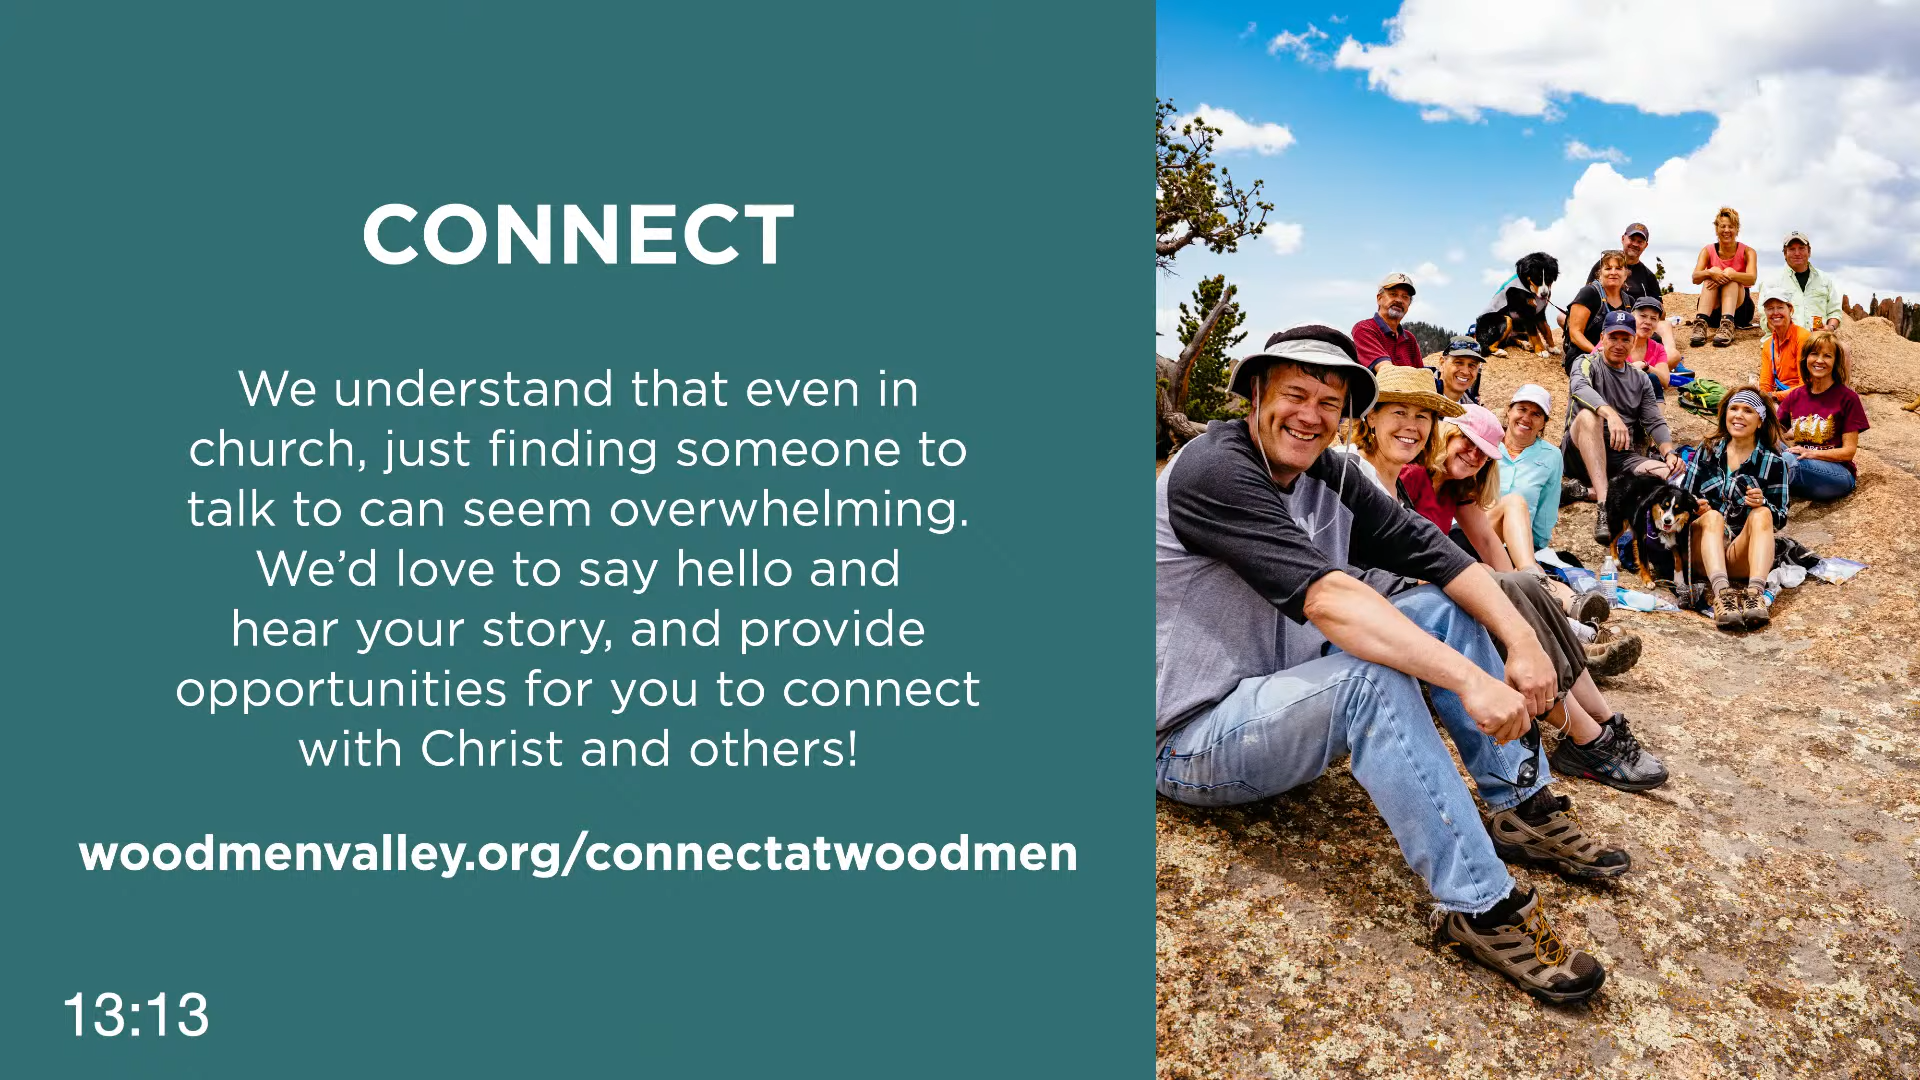 CONNECT
We understand that even in
church, just finding someone to
talk to can seem overwhelming.
We’d love to say hello and
hear your story, and provide
opportunities for you to connect
with Christ and others!
woodmenvalley.org/connectatwoodmen
13:13